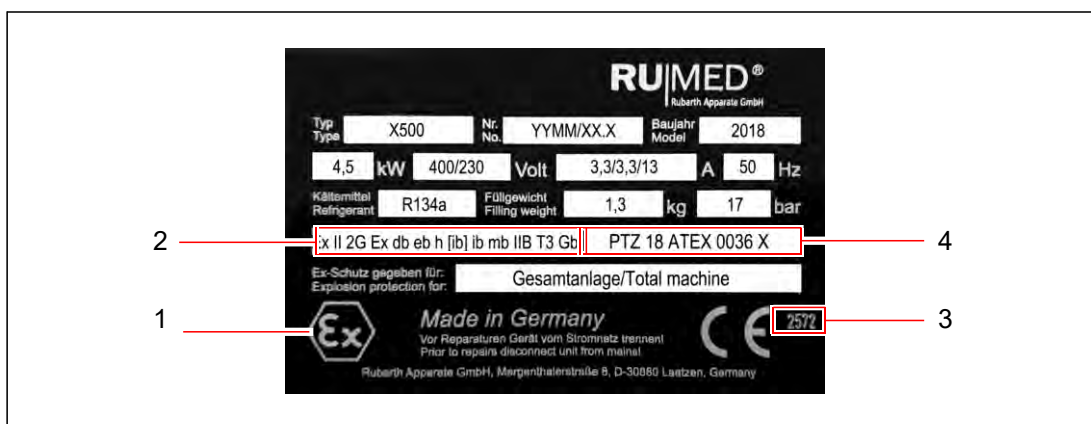 RU|MED®
Rubarth Apparate GmbH
Typ Type X500 Nr. No. YYMM/XX.X Baujahr Model 2018
4,5 kW 400/230 Volt 3,3/3,3/13 A 50 Hz
Kältemittel Refrigerant R134a Füllgewicht Filling weight 1,3 kg 17 bar
2 Ex II 2G Ex db eb h [ib] ib mb IIB T3 Gb PTZ 18 ATEX 0036 X 4
Ex-Schutz gegeben für: Explosion protection for: Gesamtanlage/Total machine
1 Ex Made in Germany CE 2572 3
Vor Reparaturen Gerät vom Stromnetz trennen!
Prior to repairs disconnect unit from mains!
Rubarth Apparate GmbH, Mergenthalerstraße 8, D-30880 Laatzen, Germany